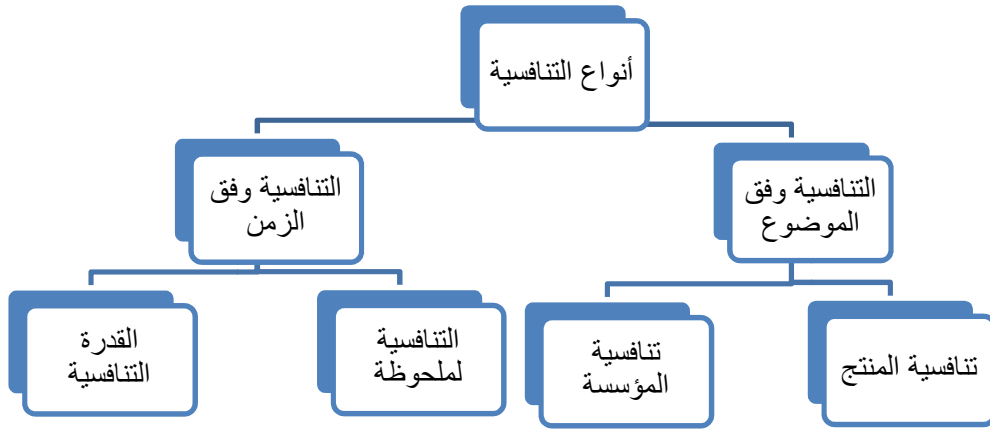 أنواع التنافسية
التنافسية وفق
الموضوع
التنافسية وفق
الزمن
تنافسية المنتج
تنافسية
المؤسسة
التنافسية
لملحوظة
القدرة
التنافسية